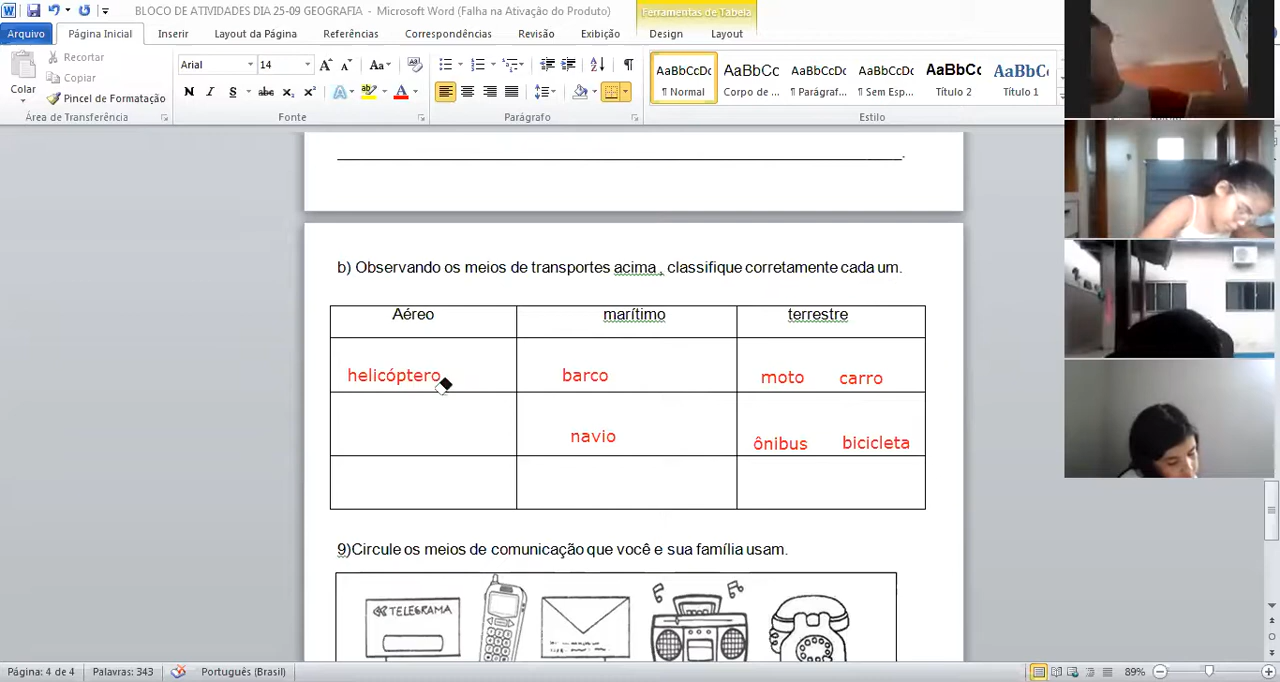 BLOCO DE ATIVIDADES DIA 25-09 GEOGRAFIA - Microsoft Word (Falha na Ativação do Produto)
Ferramentas de Tabela
Arquivo Página Inicial Inserir Layout da Página Referências Correspondências Revisão Exibição Design Layout
Recortar
Copiar
Pincel de Formatação
Colar
Área de Transferência
Arial 14
Fonte
Parágrafo
AaBbCcDc AaBbCc AaBbCcDc AaBbCcDc AaBbCc AaBbCc
¶ Normal Corpo de ... ¶ Parágraf... ¶ Sem Esp... Título 2 Título 1
Estilo
b) Observando os meios de transportes acima , classifique corretamente cada um.
Aéreo marítimo terrestre
helicóptero barco moto carro
navio ônibus bicicleta
9)Circule os meios de comunicação que você e sua família usam.
TELEGRAMA
Página: 4 de 4 Palavras: 343 Português (Brasil) 89%